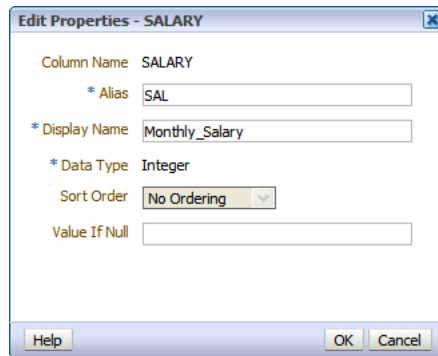 Edit Properties - SALARY
Column Name SALARY
* Alias SAL
* Display Name Monthly_Salary
* Data Type Integer
Sort Order No Ordering
Value If Null
Help OK Cancel